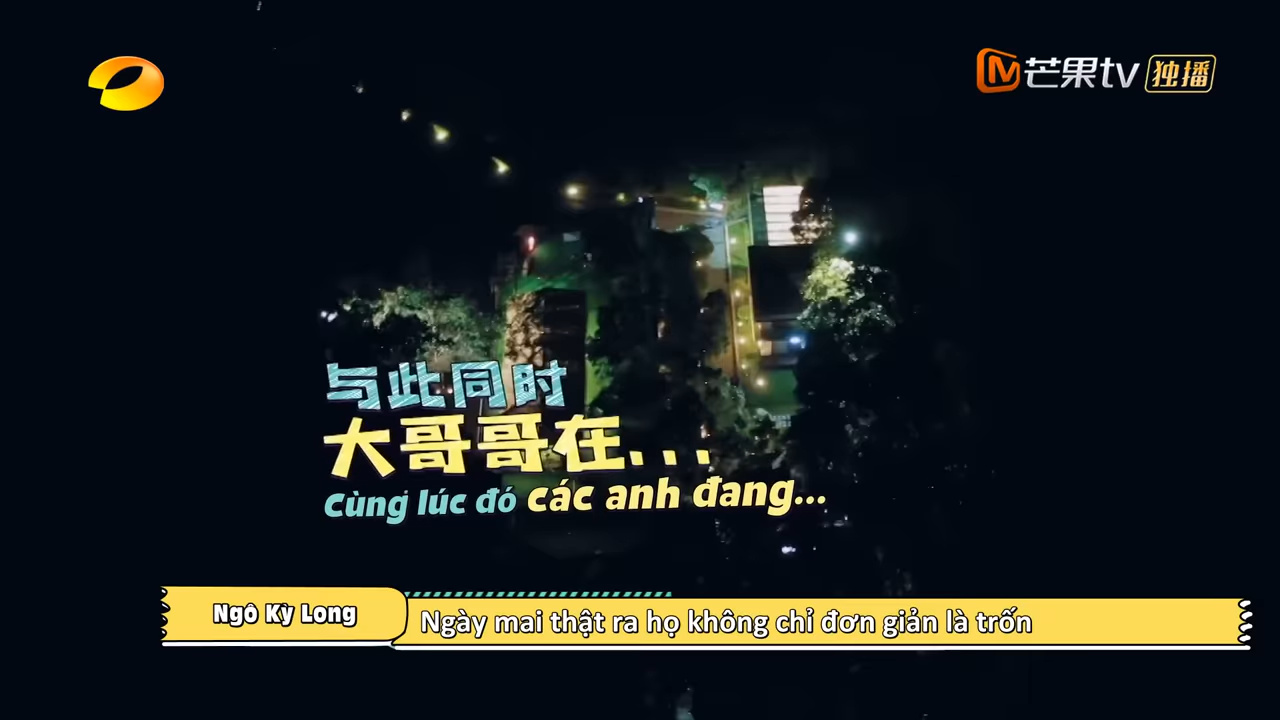 芒果tv 独播
与此同时
大哥哥在...
Cùng lúc đó các anh đang...
Ngô Kỳ Long
Ngày mai thật ra họ không chỉ đơn giản là trốn